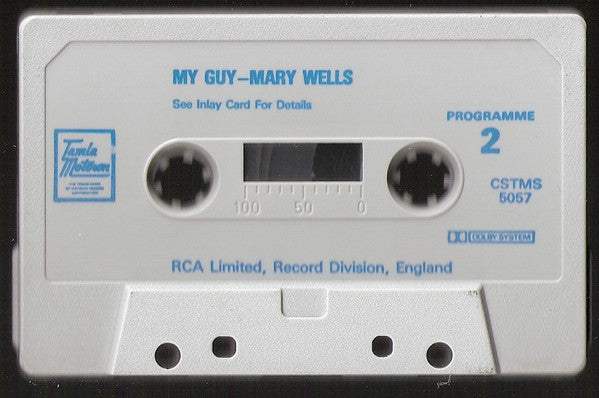 MY GUY–MARY WELLS
See Inlay Card For Details
PROGRAMME
2
Tamla
Motown
CSTMS
5057
100 50 0
DOLBY SYSTEM
RCA Limited, Record Division, England